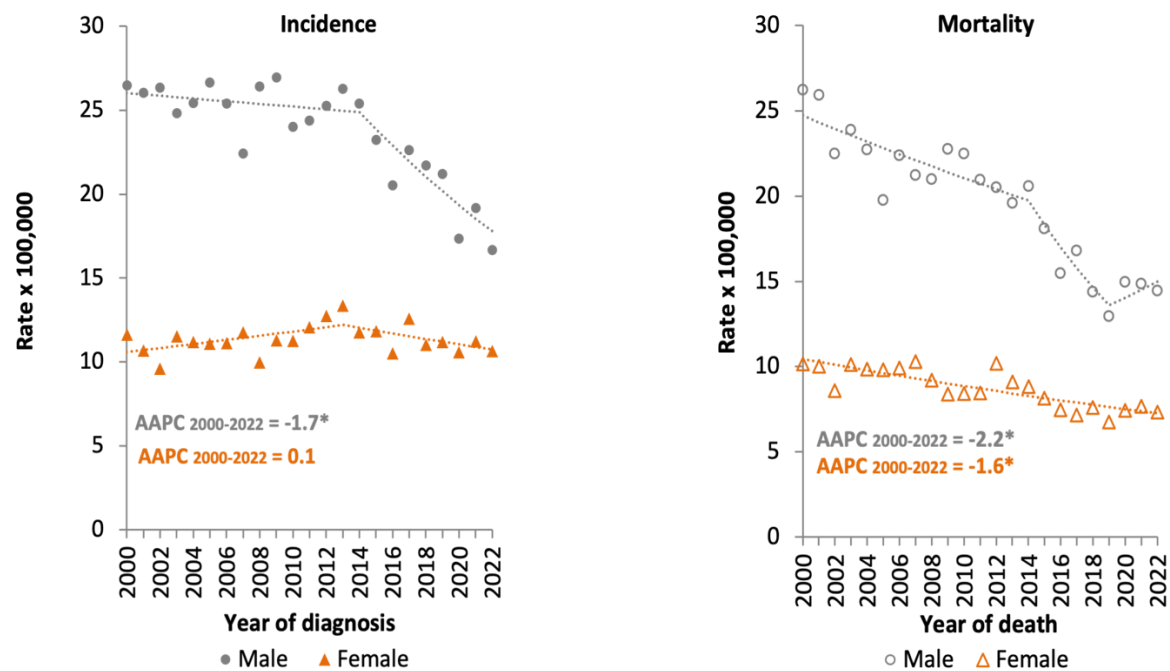 Incidence
30
25
20
15
10
5
0
Rate x 100,000
AAPC 2000-2022 = -1.7*
AAPC 2000-2022 = 0.1
2000
2002
2004
2006
2008
2010
2012
2014
2016
2018
2020
2022
Year of diagnosis
Male
Female
Mortality
30
25
20
15
10
5
0
Rate x 100,000
AAPC 2000-2022 = -2.2*
AAPC 2000-2022 = -1.6*
2000
2002
2004
2006
2008
2010
2012
2014
2016
2018
2020
2022
Year of death
Male
Female